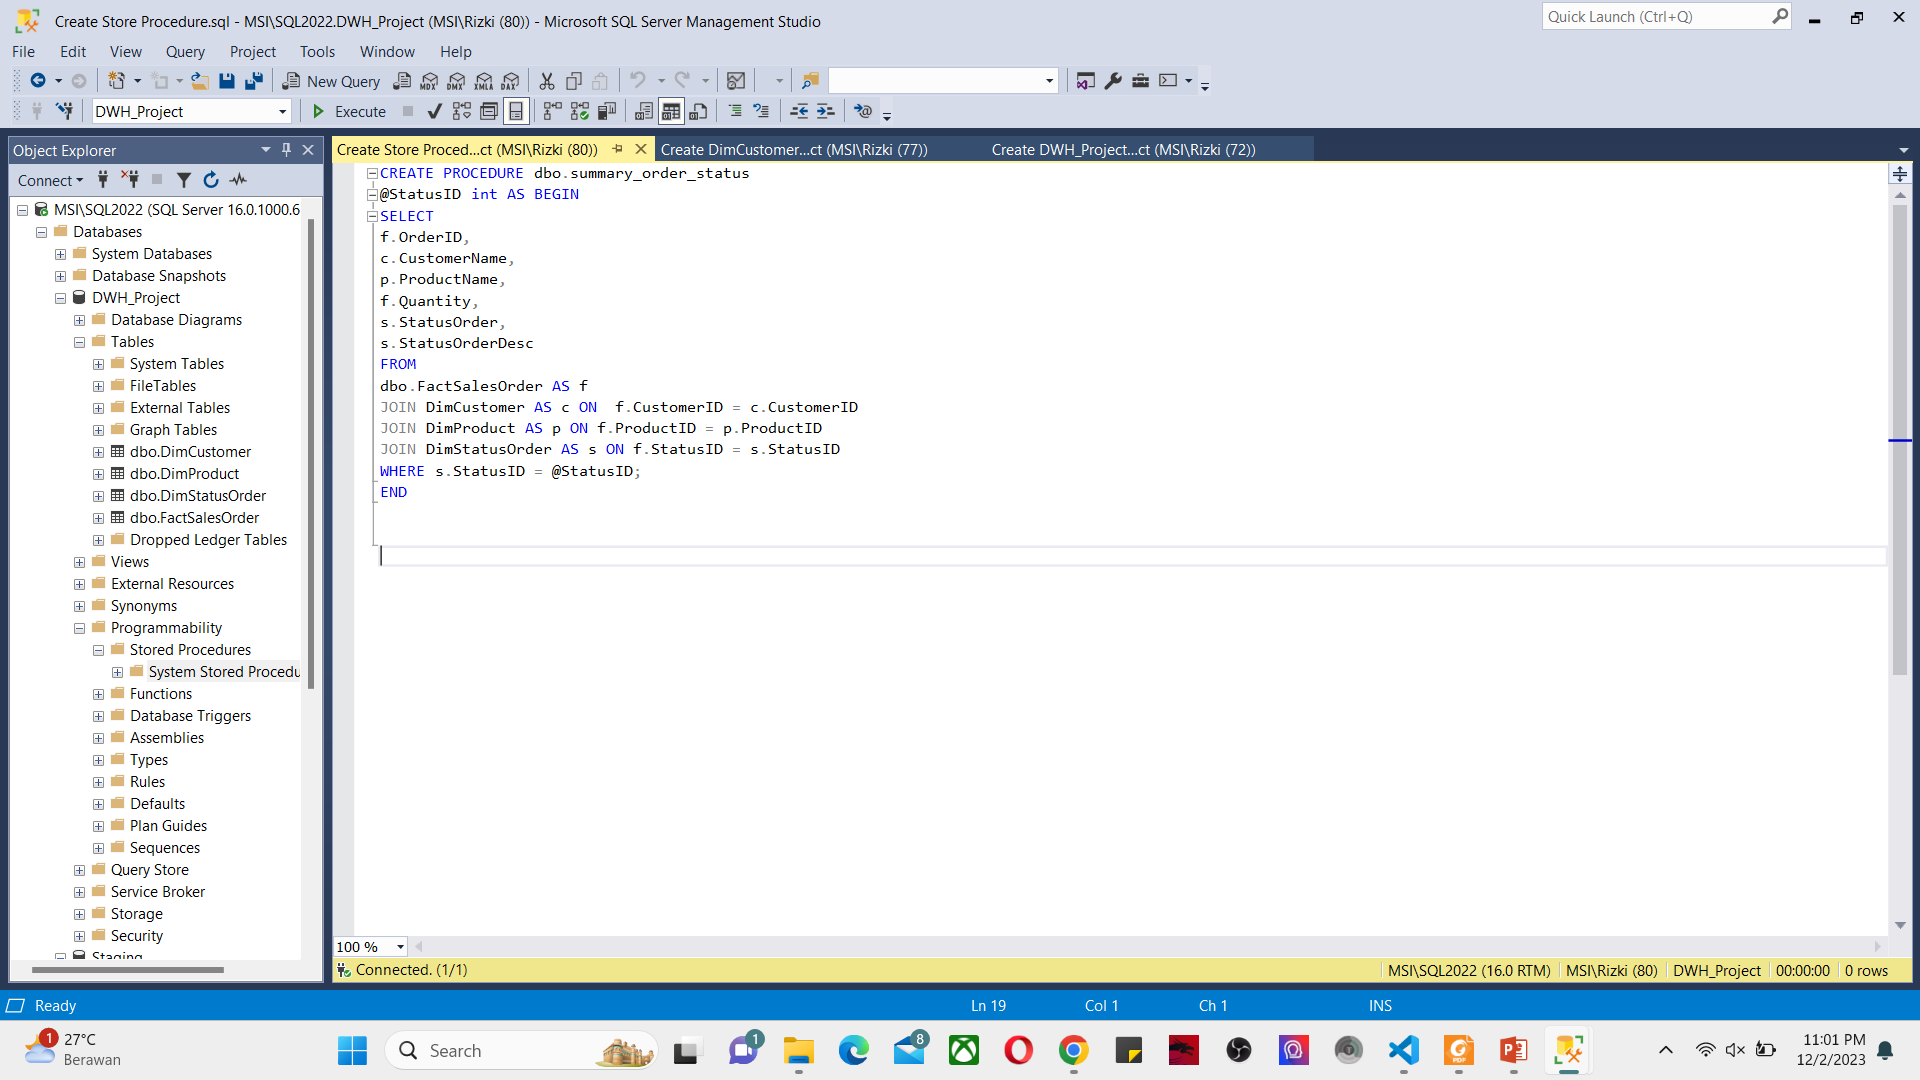 Create Store Procedure.sql - MSI\SQL2022.DWH_Project (MSI\Rizki (80)) - Microsoft SQL Server Management Studio
Quick Launch (Ctrl+Q)
File Edit View Query Project Tools Window Help
New Query MDX DMX XMLA DAX
DWH_Project
Execute
Object Explorer
Connect
MSI\SQL2022 (SQL Server 16.0.1000.6
Databases
System Databases
Database Snapshots
DWH_Project
Database Diagrams
Tables
System Tables
FileTables
External Tables
Graph Tables
dbo.DimCustomer
dbo.DimProduct
dbo.DimStatusOrder
dbo.FactSalesOrder
Dropped Ledger Tables
Views
External Resources
Synonyms
Programmability
Stored Procedures
System Stored Procedu
Functions
Database Triggers
Assemblies
Types
Rules
Defaults
Plan Guides
Sequences
Query Store
Service Broker
Storage
Security
Staging
Create Store Proced...ct (MSI\Rizki (80))
Create DimCustomer...ct (MSI\Rizki (77))
Create DWH_Project...ct (MSI\Rizki (72))
CREATE PROCEDURE dbo.summary_order_status
@StatusID int AS BEGIN
SELECT
f.OrderID,
c.CustomerName,
p.ProductName,
f.Quantity,
s.StatusOrder,
s.StatusOrderDesc
FROM
dbo.FactSalesOrder AS f
JOIN DimCustomer AS c ON  f.CustomerID = c.CustomerID
JOIN DimProduct AS p ON f.ProductID = p.ProductID
JOIN DimStatusOrder AS s ON f.StatusID = s.StatusID
WHERE s.StatusID = @StatusID;
END
100 %
Connected. (1/1)
MSI\SQL2022 (16.0 RTM) MSI\Rizki (80) DWH_Project 00:00:00 0 rows
Ready
Ln 19 Col 1 Ch 1 INS
1
27°C
Berawan
Search
1
8
PDF
11:01 PM
12/2/2023